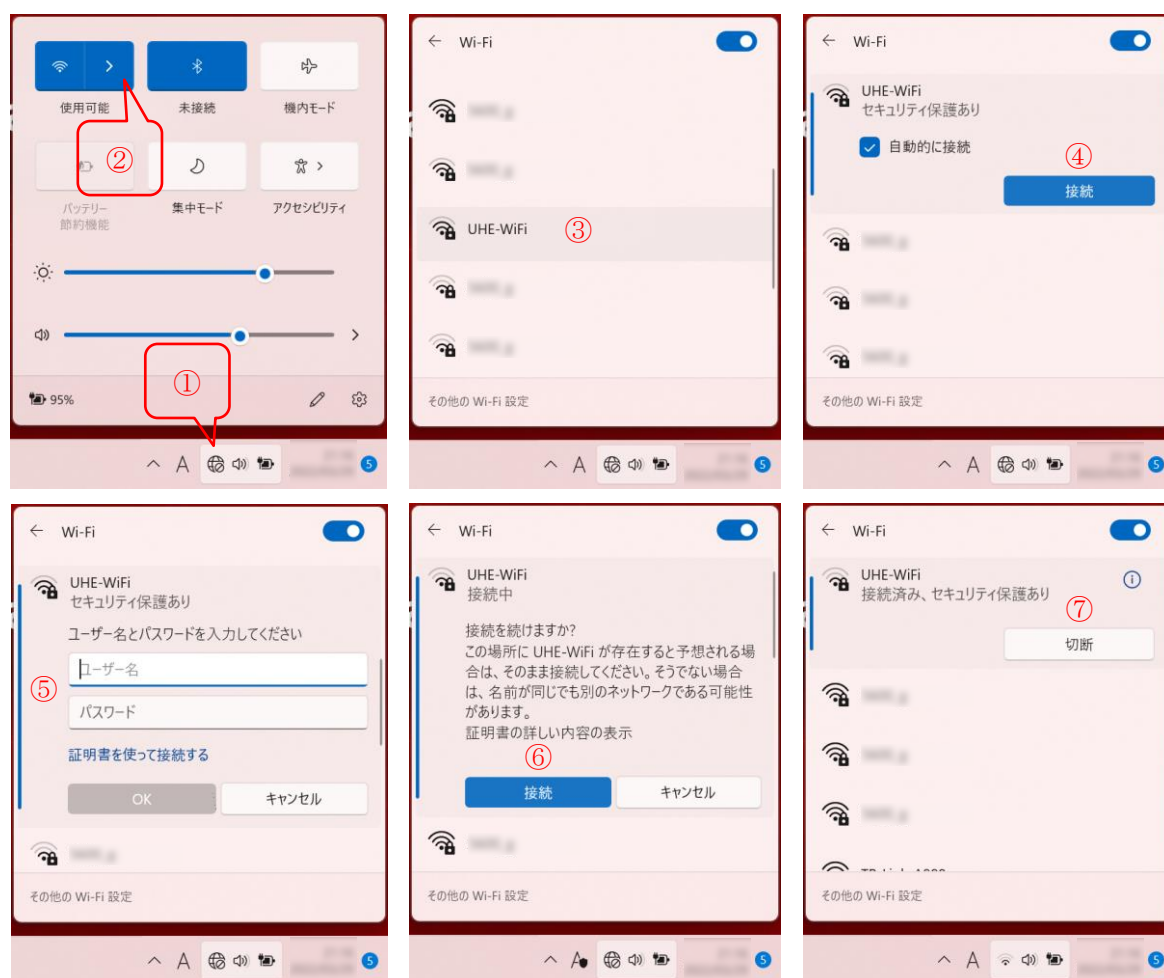 使用可能
未接続
機内モード
②
バッテリー
節約機能
集中モード
アクセシビリティ
①
95%
A
5
Wi-Fi
UHE-WiFi
③
その他の Wi-Fi 設定
A
5
Wi-Fi
UHE-WiFi
セキュリティ保護あり
自動的に接続
④
接続
その他の Wi-Fi 設定
A
5
Wi-Fi
UHE-WiFi
セキュリティ保護あり
ユーザー名とパスワードを入力してください
ユーザー名
⑤
パスワード
証明書を使って接続する
OK
キャンセル
その他の Wi-Fi 設定
A
5
Wi-Fi
UHE-WiFi
接続中
接続を続けますか?
この場所に UHE-WiFi が存在すると予想される場
合は、そのまま接続してください。そうでない場合
は、名前が同じでも別のネットワークである可能性
があります。
証明書の詳しい内容の表示
⑥
接続
キャンセル
その他の Wi-Fi 設定
A
5
Wi-Fi
UHE-WiFi
接続済み、セキュリティ保護あり
⑦
切断
その他の Wi-Fi 設定
A
5